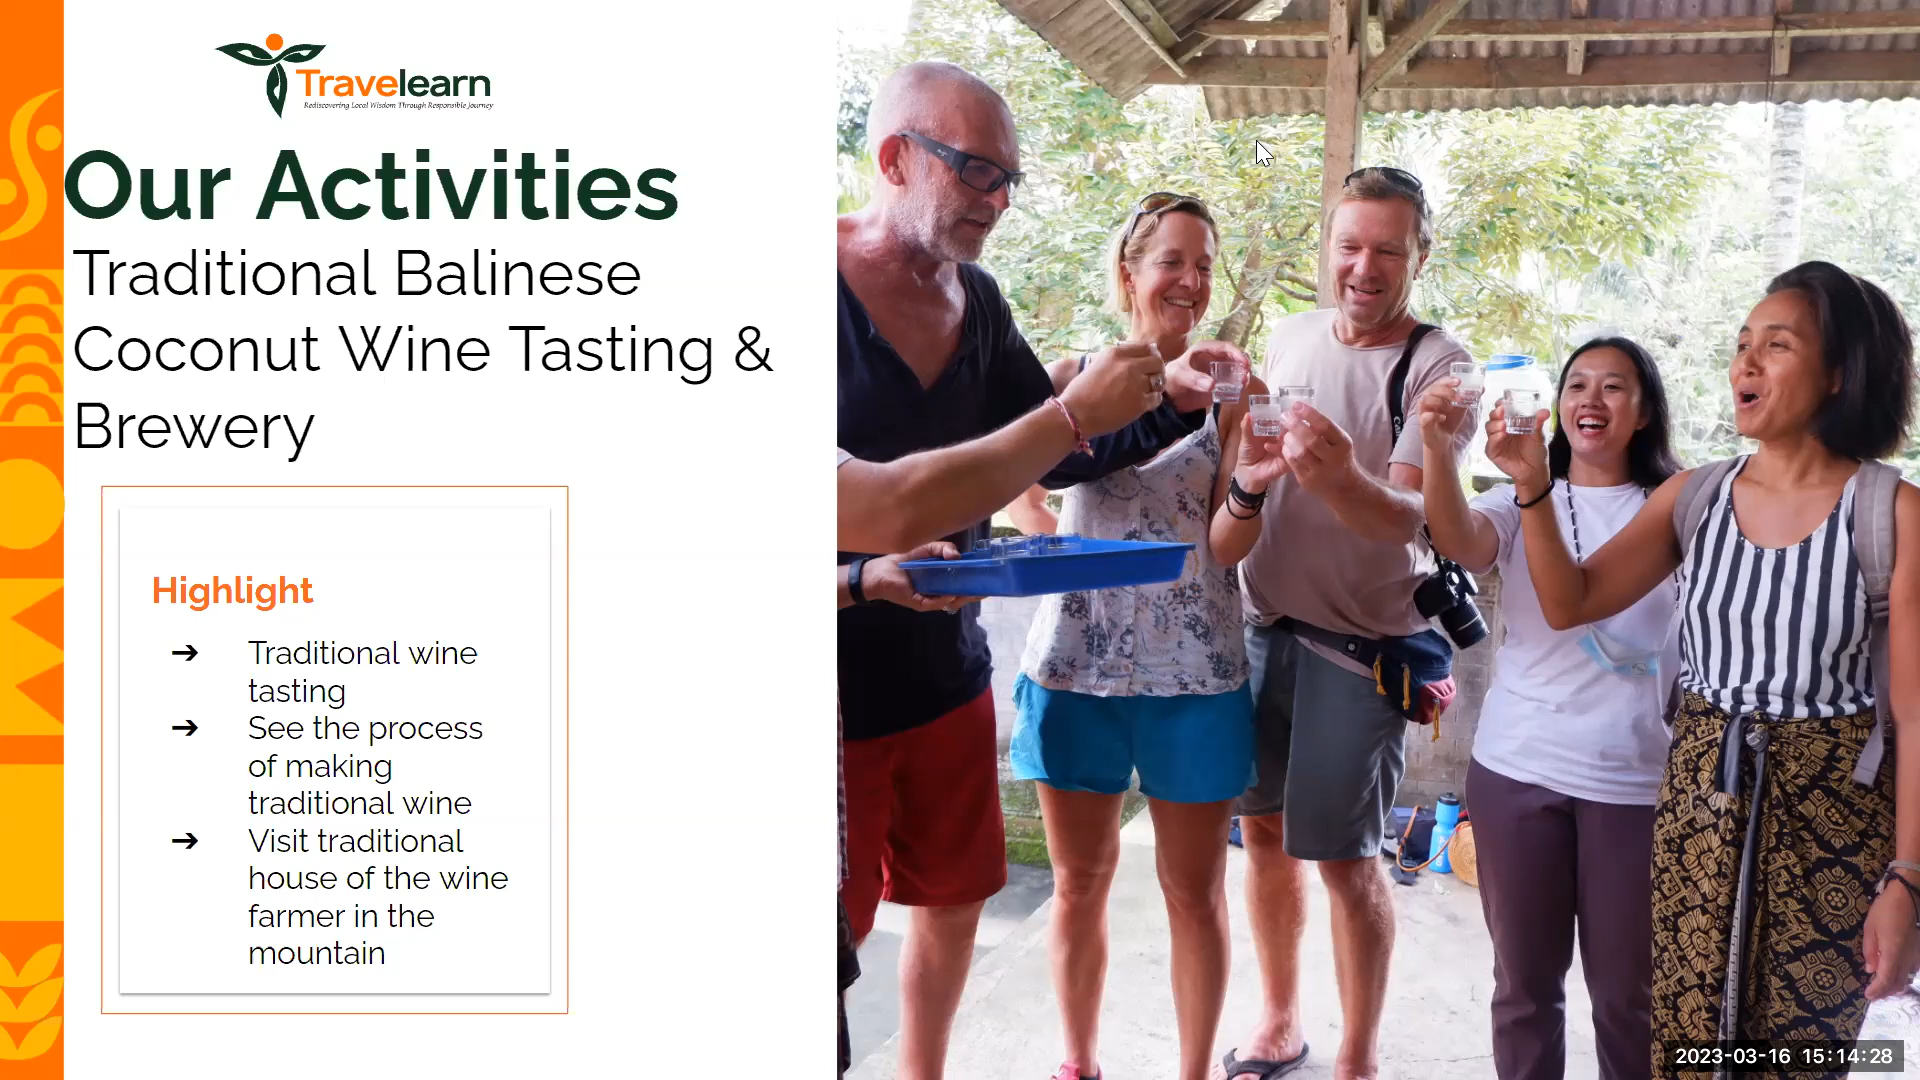 Travelearn
Rediscovering Local Wisdom Through Responsible Journey
Our Activities
Traditional Balinese
Coconut Wine Tasting &
Brewery
Highlight
➔ Traditional wine
tasting
➔ See the process
of making
traditional wine
➔ Visit traditional
house of the wine
farmer in the
mountain
2023-03-16 15:14:28